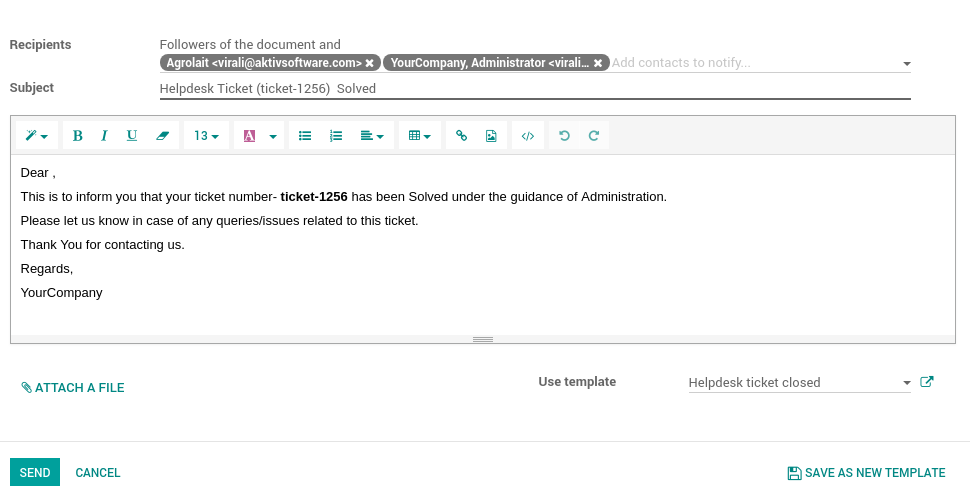 Recipients
Followers of the document and
Agrolait <virali@aktivsoftware.com> ✖ YourCompany, Administrator <virali... ✖ Add contacts to notify...
Subject
Helpdesk Ticket (ticket-1256)  Solved
B I U 13 A </>
Dear ,
This is to inform you that your ticket number- ticket-1256 has been Solved under the guidance of Administration.
Please let us know in case of any queries/issues related to this ticket.
Thank You for contacting us.
Regards,
YourCompany
ATTACH A FILE
Use template
Helpdesk ticket closed
SEND CANCEL
SAVE AS NEW TEMPLATE